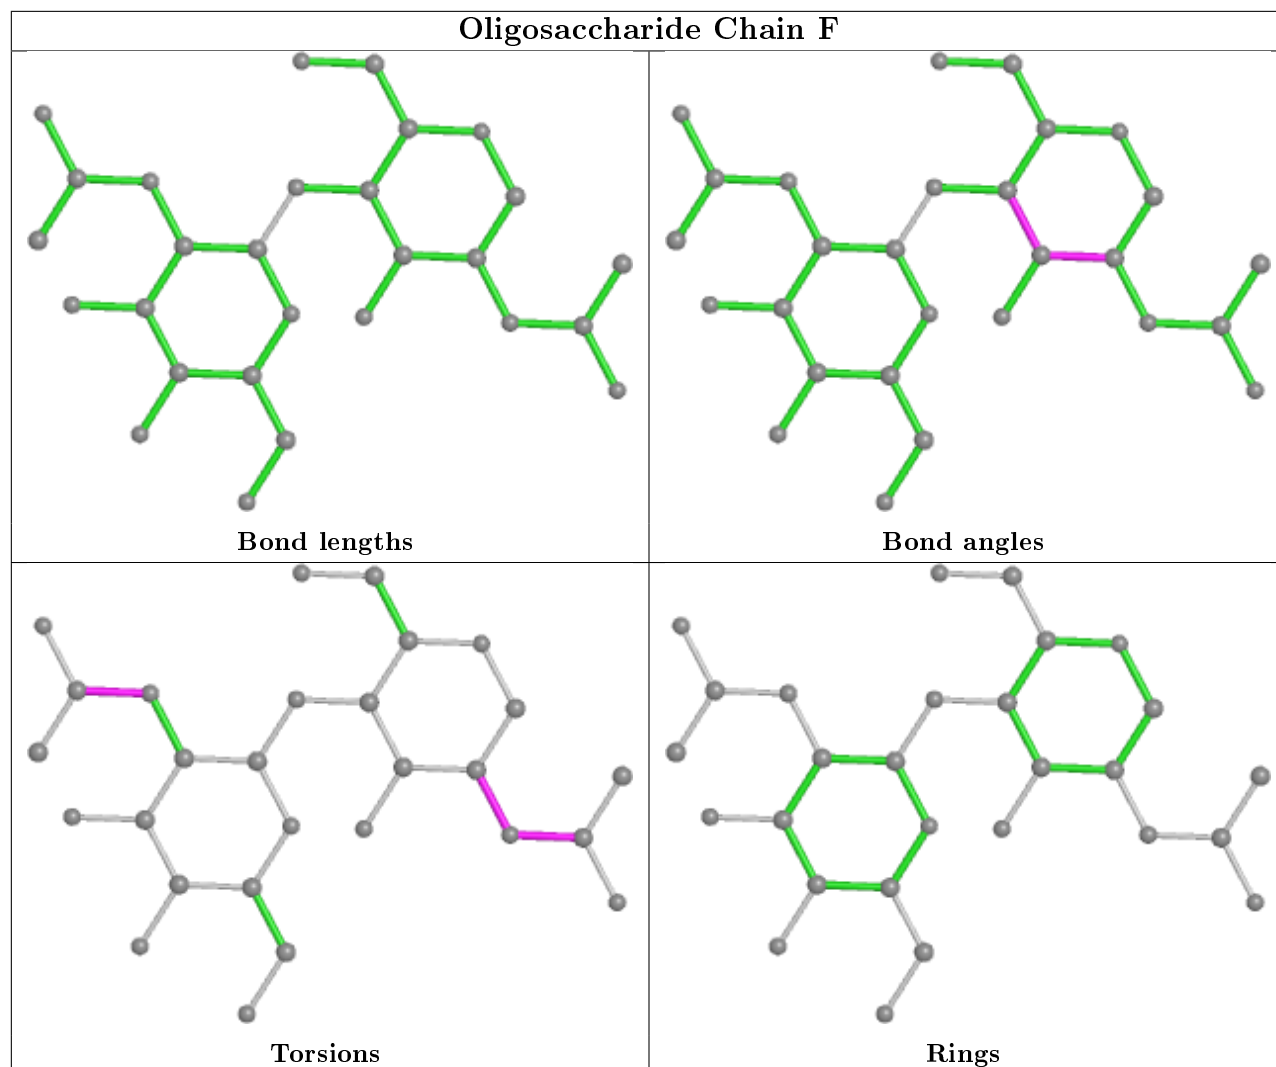 Oligosaccharide Chain F
Bond lengths
Bond angles
Torsions
Rings